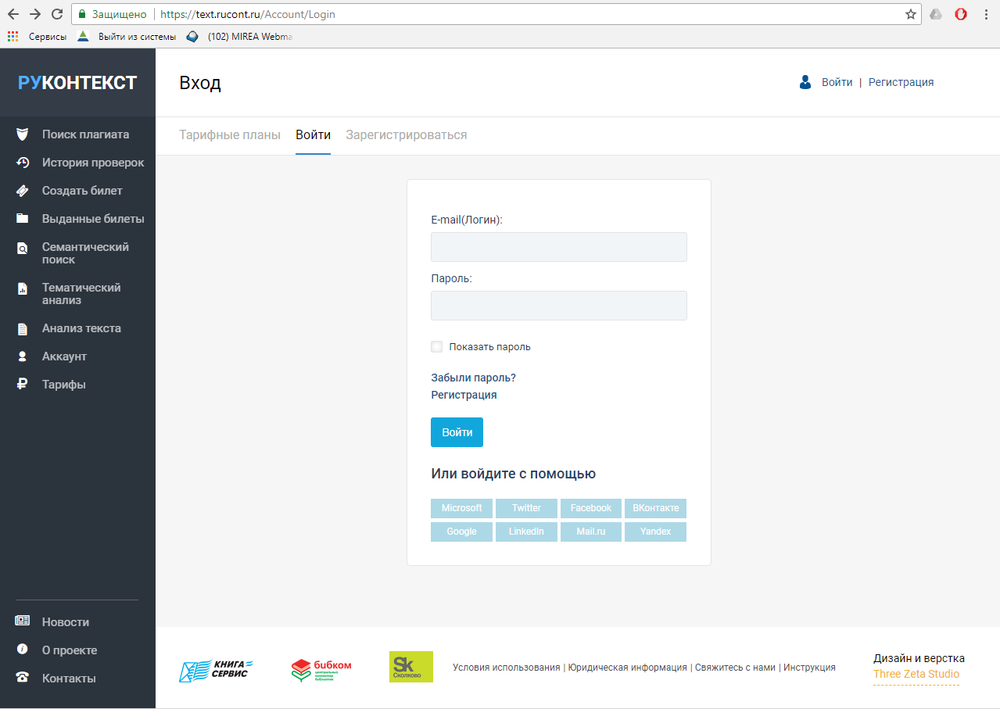 Защищено | https://text.rucont.ru/Account/Login
Сервисы Выйти из системы (102) MIREA Webma
РУКОНТЕКСТ
Поиск плагиата
История проверок
Создать билет
Выданные билеты
Семантический
поиск
Тематический
анализ
Анализ текста
Аккаунт
Тарифы
Новости
О проекте
Контакты
Вход
Войти | Регистрация
Тарифные планы Войти Зарегистрироваться
E-mail(Логин):
Пароль:
Показать пароль
Забыли пароль?
Регистрация
Войти
Или войдите с помощью
Microsoft Twitter Facebook ВКонтакте
Google LinkedIn Mail.ru Yandex
КНИГА
СЕРВИС
бибком
центральный
коллектор
библиотек
Sk
Сколково
Условия использования | Юридическая информация | Свяжитесь с нами | Инструкция
Дизайн и верстка
Three Zeta Studio